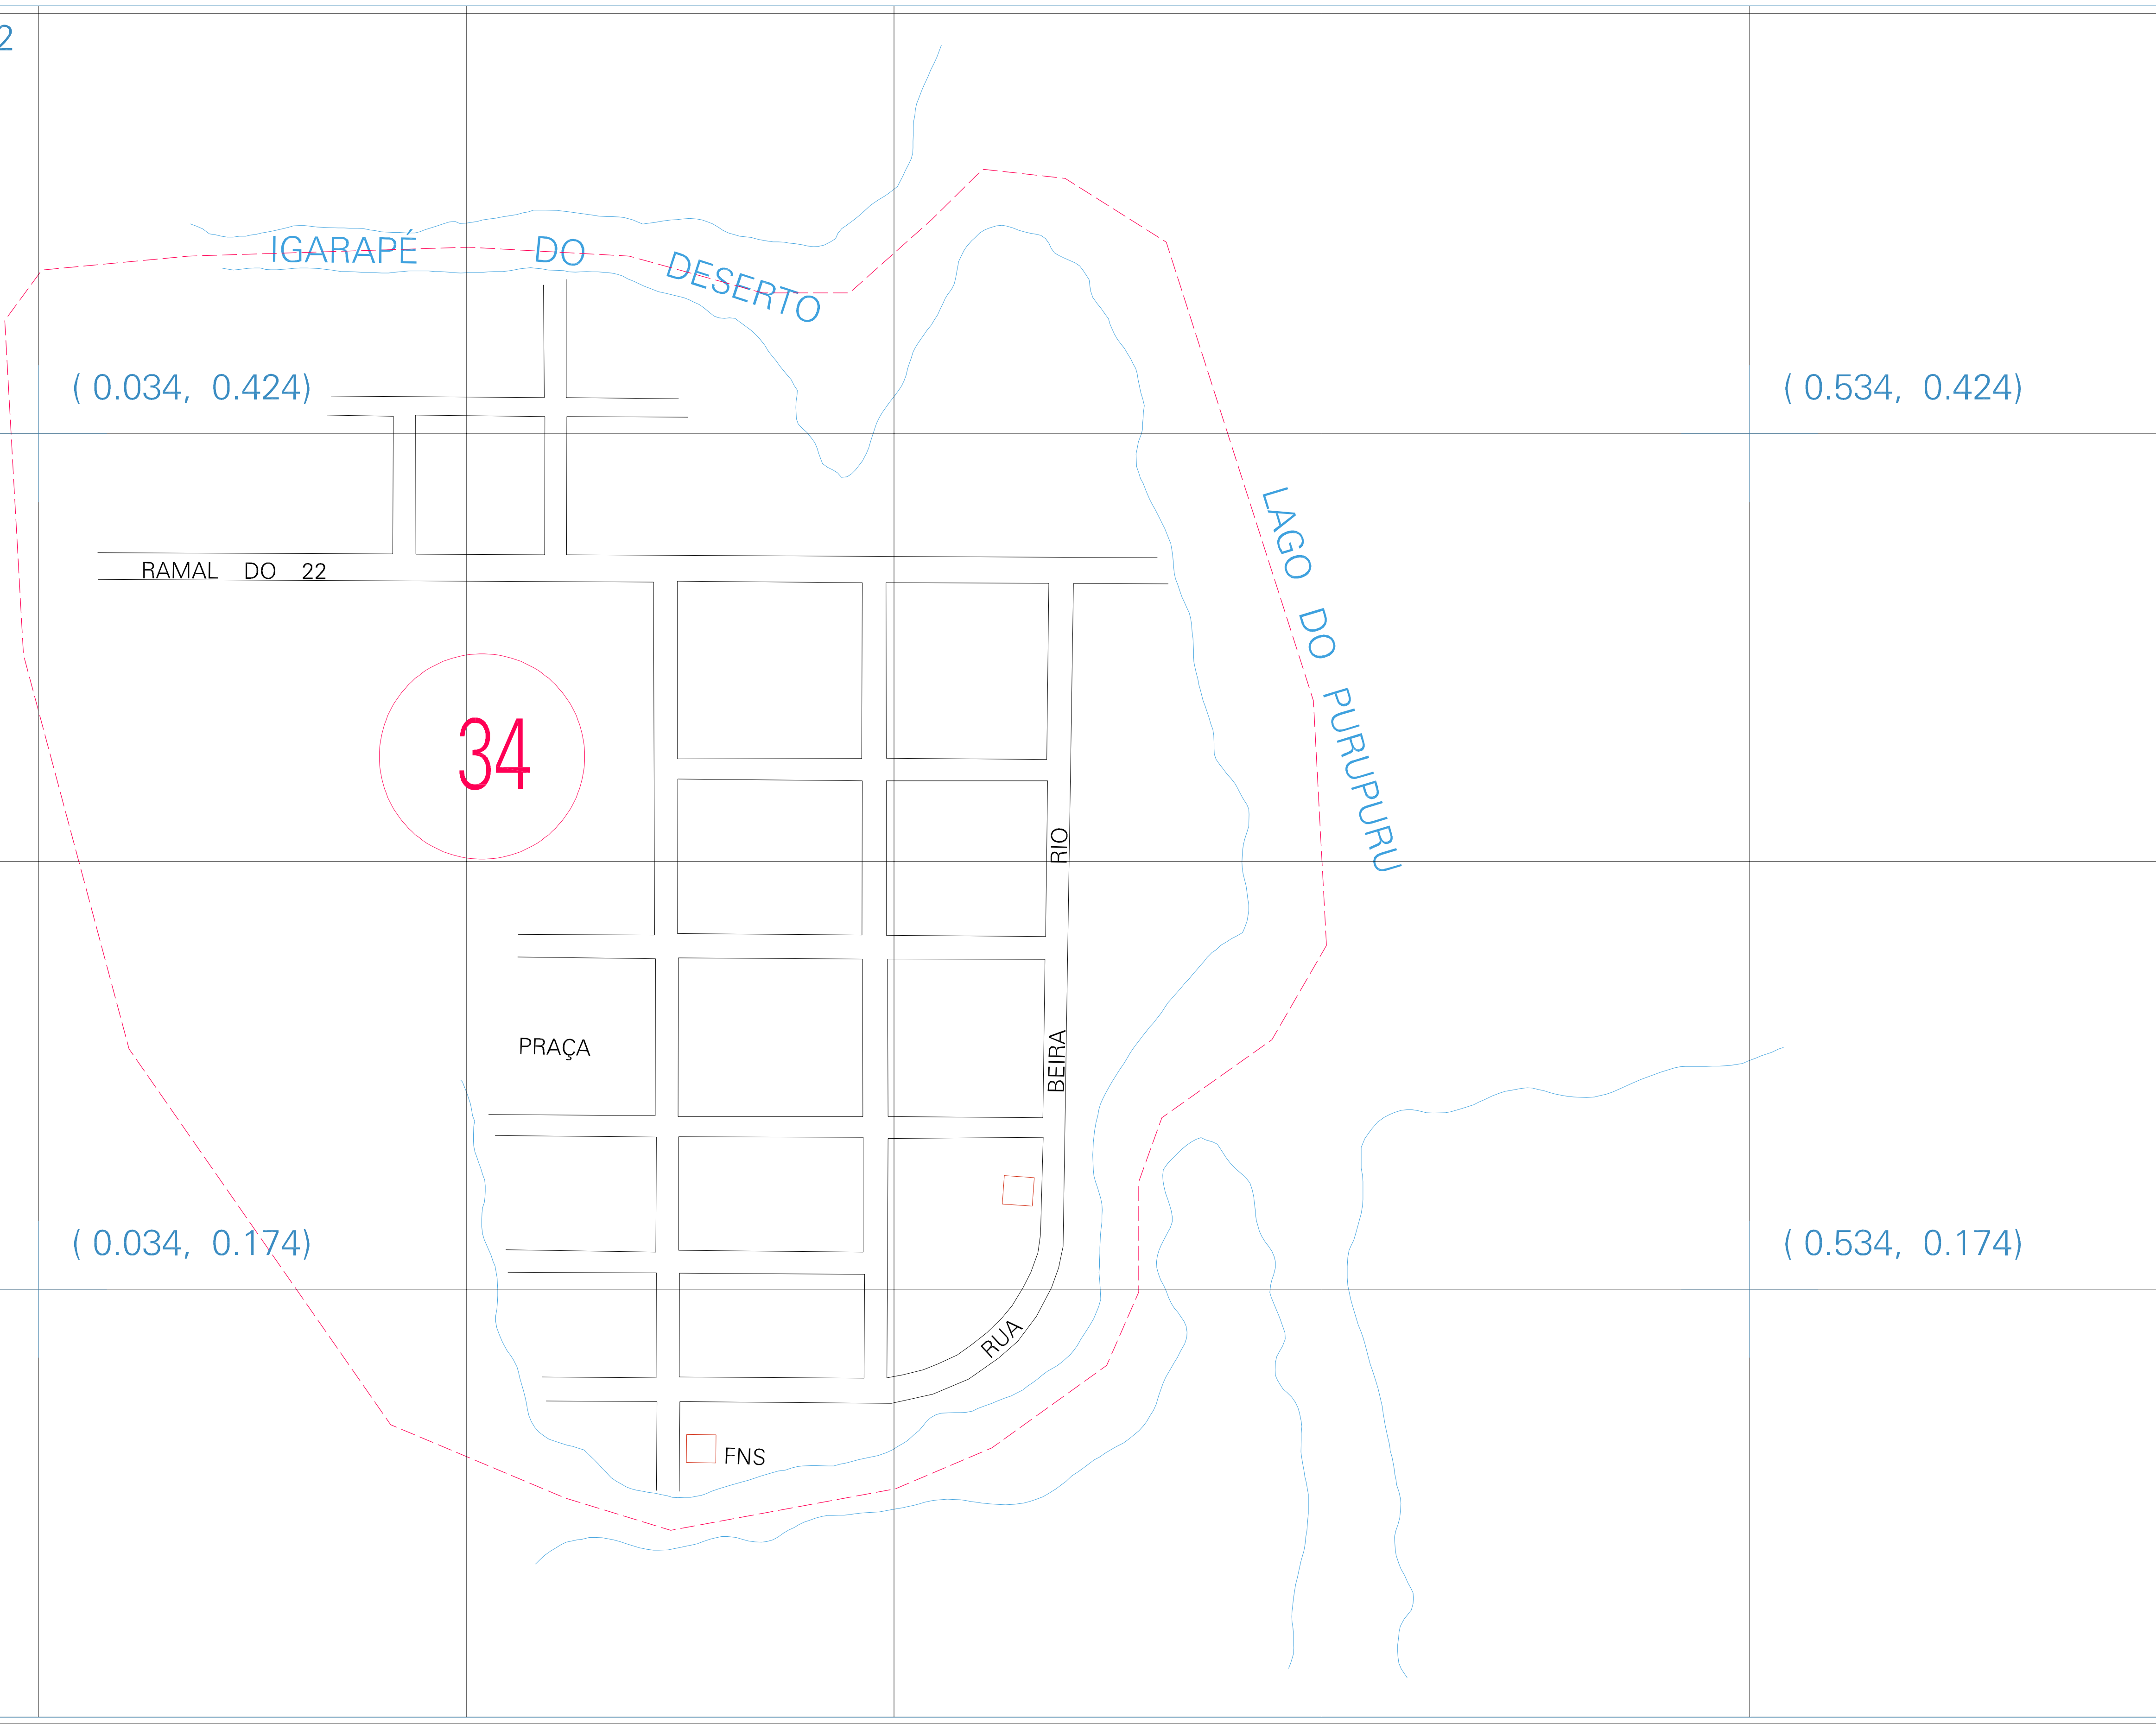 2
IGARAPÉ DO DESERTO
( 0.034, 0.424)
( 0.534, 0.424)
LAGO DO PURUPURU
RAMAL DO 22
34
RIO
PRAÇA
BEIRA
( 0.034, 0.174)
( 0.534, 0.174)
RUA
FNS